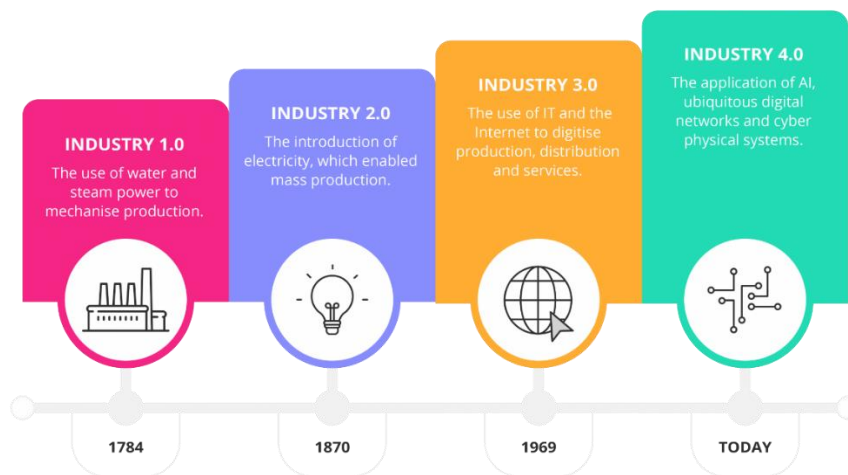 INDUSTRY 1.0
The use of water and
steam power to
mechanise production.
INDUSTRY 2.0
The introduction of
electricity, which enabled
mass production.
INDUSTRY 3.0
The use of IT and the
Internet to digitise
production, distribution
and services.
INDUSTRY 4.0
The application of AI,
ubiquitous digital
networks and cyber
physical systems.
1784
1870
1969
TODAY